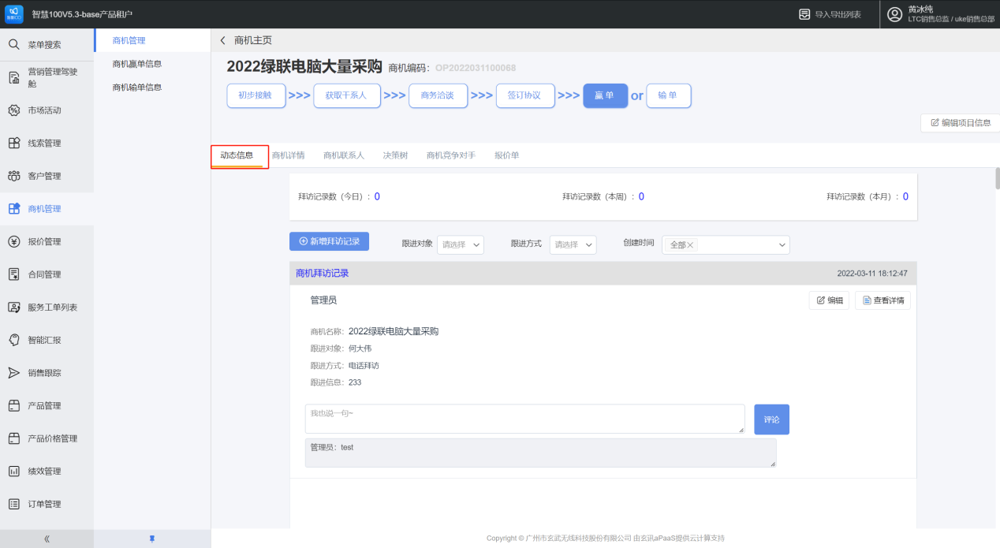 智慧100V5.3-base产品租户
导入导出列表
黄冰纯
LTC销售总监 / uke销售总部
菜单搜索
营销管理驾驶
舱
市场活动
线索管理
客户管理
商机管理
报价管理
合同管理
服务工单列表
智能汇报
销售跟踪
产品管理
产品价格管理
绩效管理
订单管理
商机管理
商机赢单信息
商机输单信息
商机主页
2022绿联电脑大量采购 商机编码: OP2022031100068
初步接触 >>> 获取干系人 >>> 商务洽谈 >>> 签订协议 >>> 赢 单 or 输 单
编辑项目信息
动态信息 商机详情 商机联系人 决策树 商机竞争对手 报价单
拜访记录数（今日）: 0 拜访记录数（本周）: 0 拜访记录数（本月）: 0
新增拜访记录 跟进对象 请选择 跟进方式 请选择 创建时间 全部
商机拜访记录 2022-03-11 18:12:47
管理员 编辑 查看详情
商机名称: 2022绿联电脑大量采购
跟进对象: 何大伟
跟进方式: 电话拜访
跟进信息: 233
我也说一句~ 评论
管理员: test
Copyright © 广州市玄武无线科技股份有限公司 由玄讯aPaaS提供云计算支持